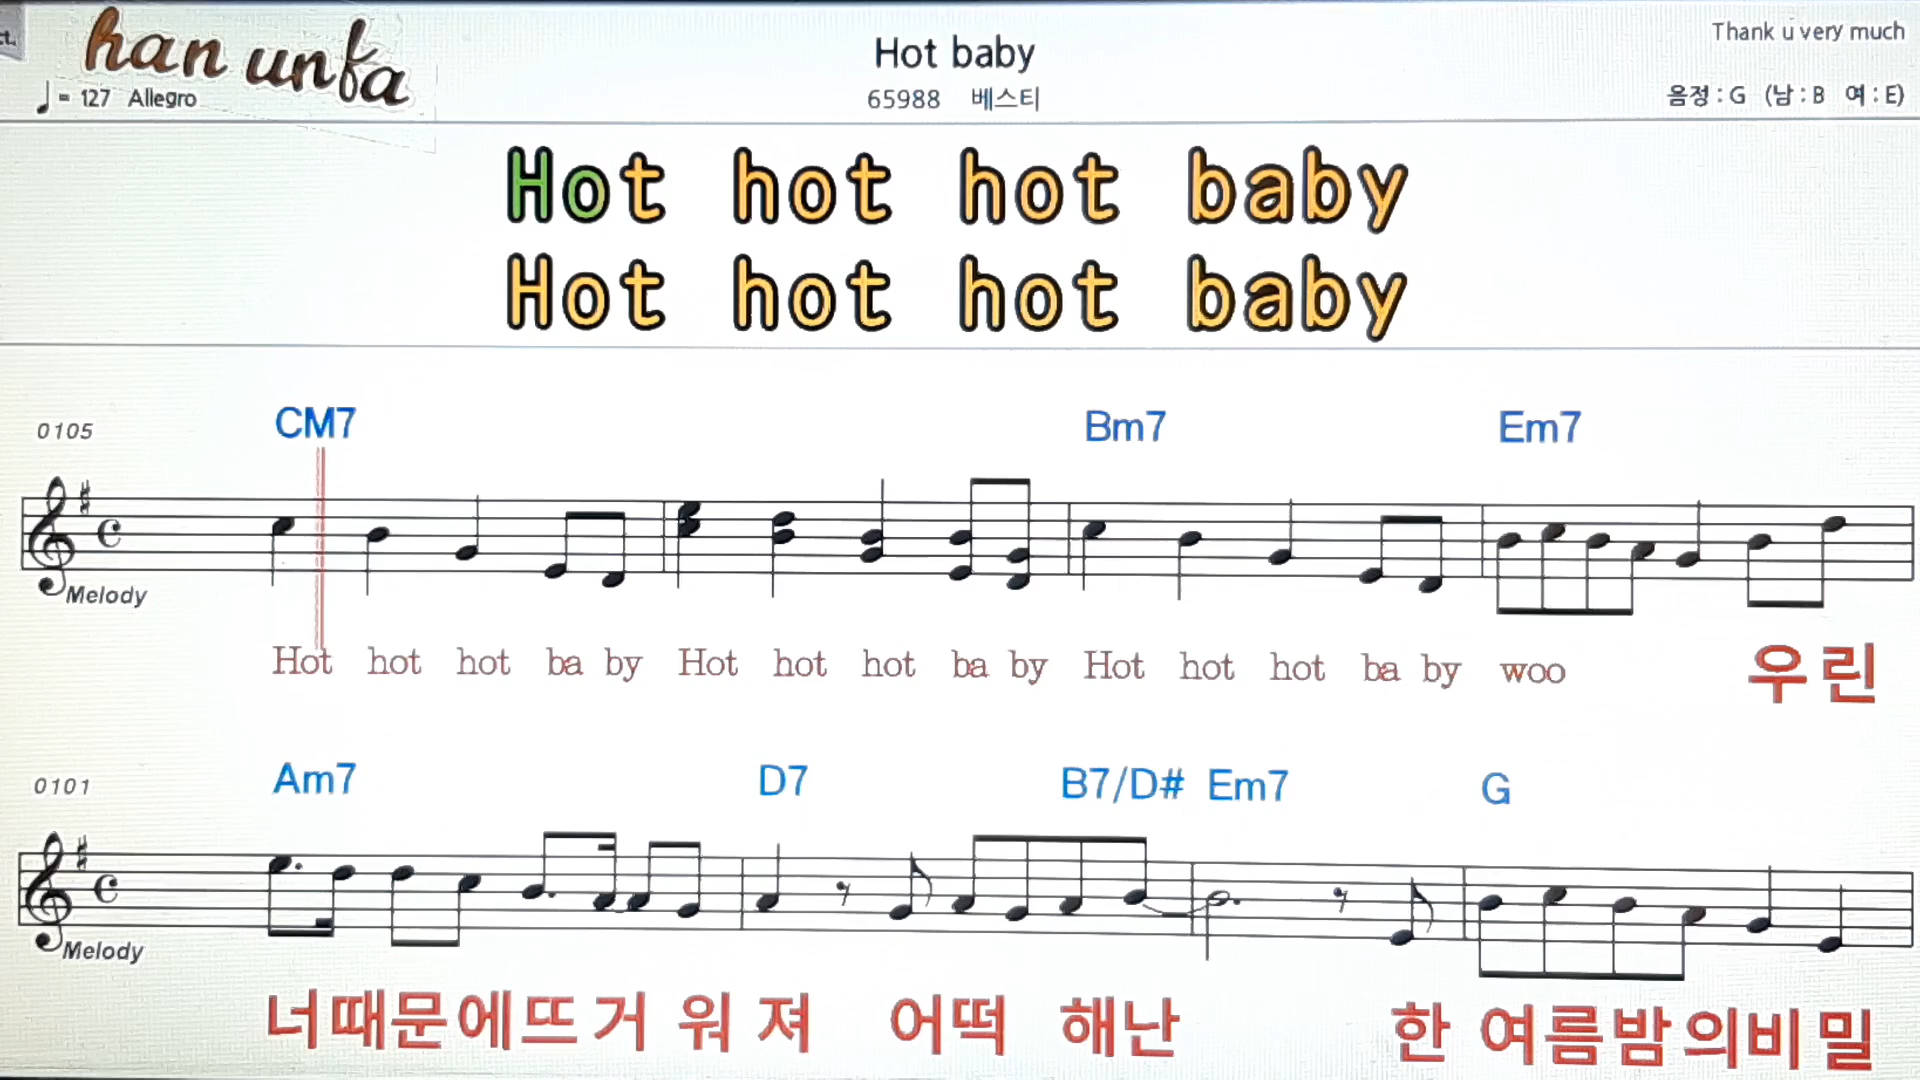 ct.
han unfa
Hot baby
Thank u very much
♩= 127 Allegro
65988 베스티
음정 : G (남 : B 여 : E)
Hot hot hot baby
Hot hot hot baby
0105
CM7 Bm7 Em7
Melody
Hot hot hot ba by Hot hot hot ba by Hot hot hot ba by woo 우린
0101
Am7 D7 B7/D# Em7 G
Melody
너때문에뜨거 워 져 어떡 해난 한 여름밤의비밀